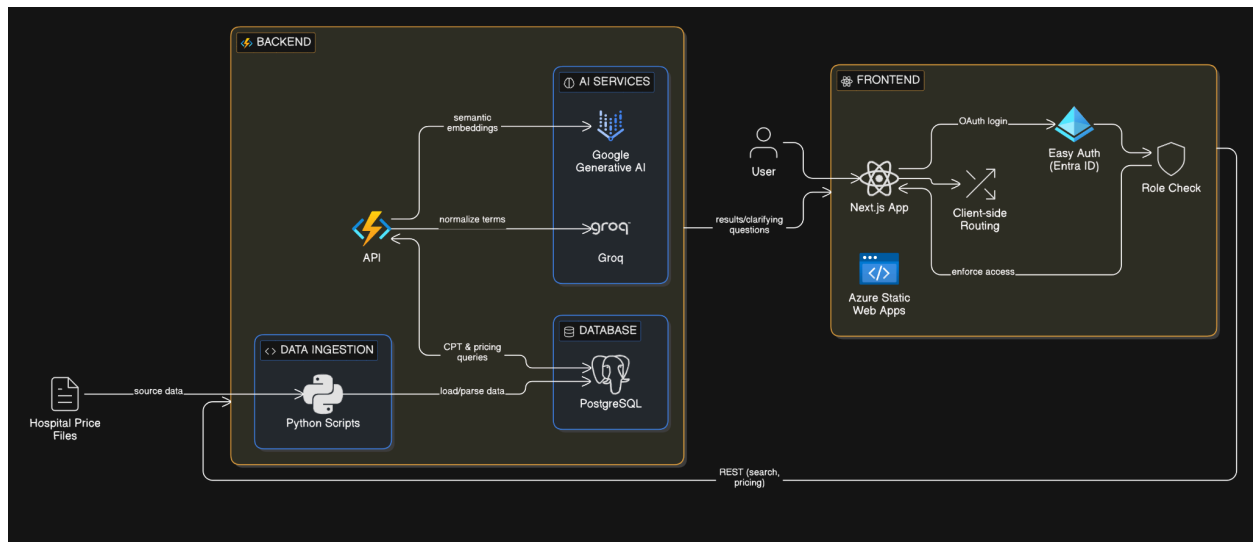 BACKEND
AI SERVICES
semantic
embeddings
Google
Generative AI
normalize terms
groq
Groq
API
DATABASE
CPT & pricing
queries
PostgreSQL
DATA INGESTION
Python Scripts
load/parse data
source data
Hospital Price
Files
results/clarifying
questions
User
FRONTEND
OAuth login
Easy Auth
(Entra ID)
Role Check
Next.js App
Client-side
Routing
enforce access
Azure Static
Web Apps
REST (search,
pricing)